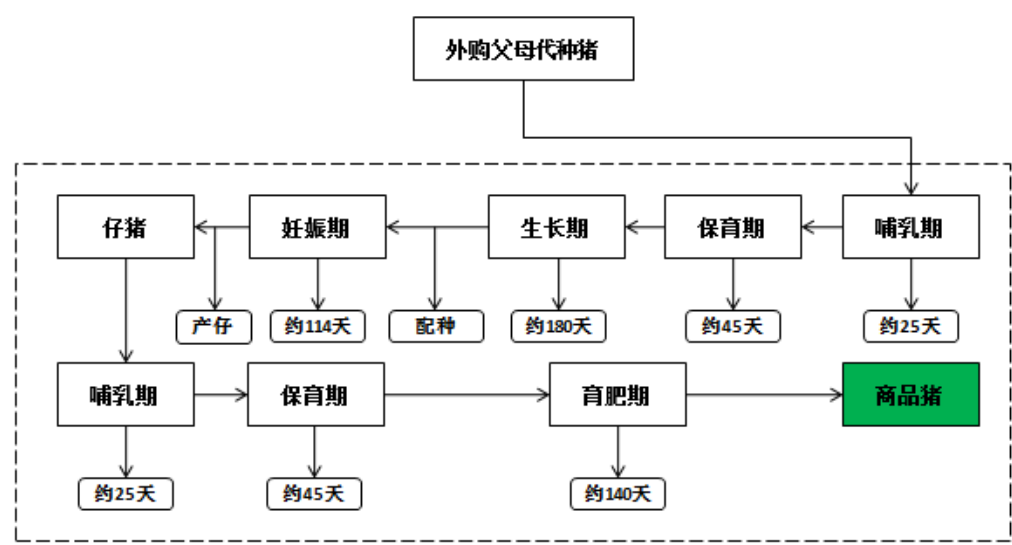 外购父母代种猪
仔猪
妊娠期
生长期
保育期
哺乳期
产仔
约114天
配种
约180天
约45天
约25天
哺乳期
保育期
育肥期
商品猪
约25天
约45天
约140天